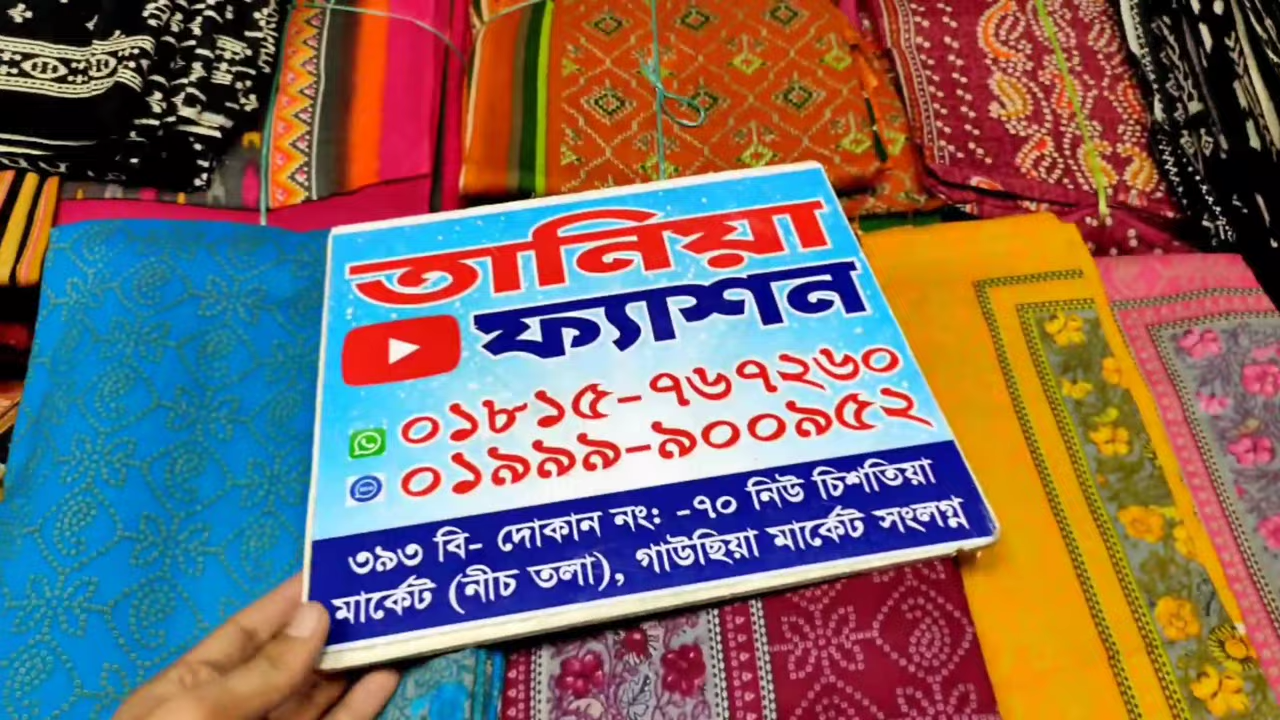 তানিয়া
ফ্যাশন
০১৮১৫-৭৬৭২৬০
০১৯৯৯-৯০০৯৫২
৩৯৩ বি- দোকান নং: -৭০ নিউ চিশতিয়া
মার্কেট (নীচ তলা), গাউছিয়া মার্কেট সংলগ্ন